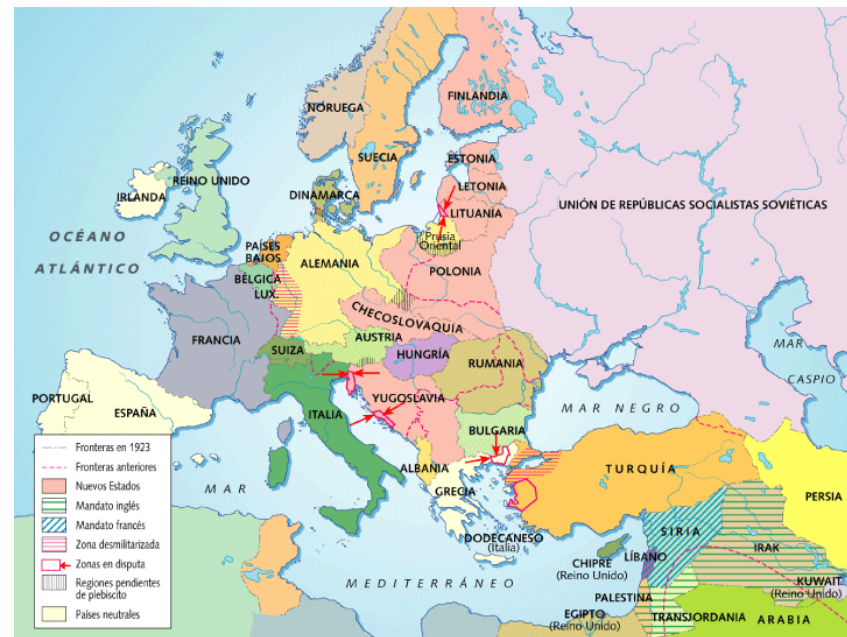 NORUEGA
FINLANDIA
SUECIA
ESTONIA
REINO UNIDO
IRLANDA
DINAMARCA
LETONIA
LITUANIA
UNIÓN DE REPÚBLICAS SOCIALISTAS SOVIÉTICAS
Prusia
Oriental
OCÉANO
ATLÁNTICO
PAÍSES
BAJOS
ALEMANIA
POLONIA
BÉLGICA
LUX.
CHECOSLOVAQUIA
FRANCIA
AUSTRIA
SUIZA
HUNGRÍA
RUMANIA
MAR
CASPIO
PORTUGAL
ESPAÑA
ITALIA
YUGOSLAVIA
MAR NEGRO
BULGARIA
ALBANIA
GRECIA
TURQUÍA
PERSIA
DODECANESO
(Italia)
SIRIA
CHIPRE
(Reino Unido)
LÍBANO
IRAK
KUWAIT
(Reino Unido)
PALESTINA
MAR
MEDITERRÁNEO
EGIPTO
(Reino Unido)
TRANSJORDANIA
ARABIA
Fronteras en 1923
Fronteras anteriores
Nuevos Estados
Mandato inglés
Mandato francés
Zona desmilitarizada
Zonas en disputa
Regiones pendientes
de plebiscito
Países neutrales